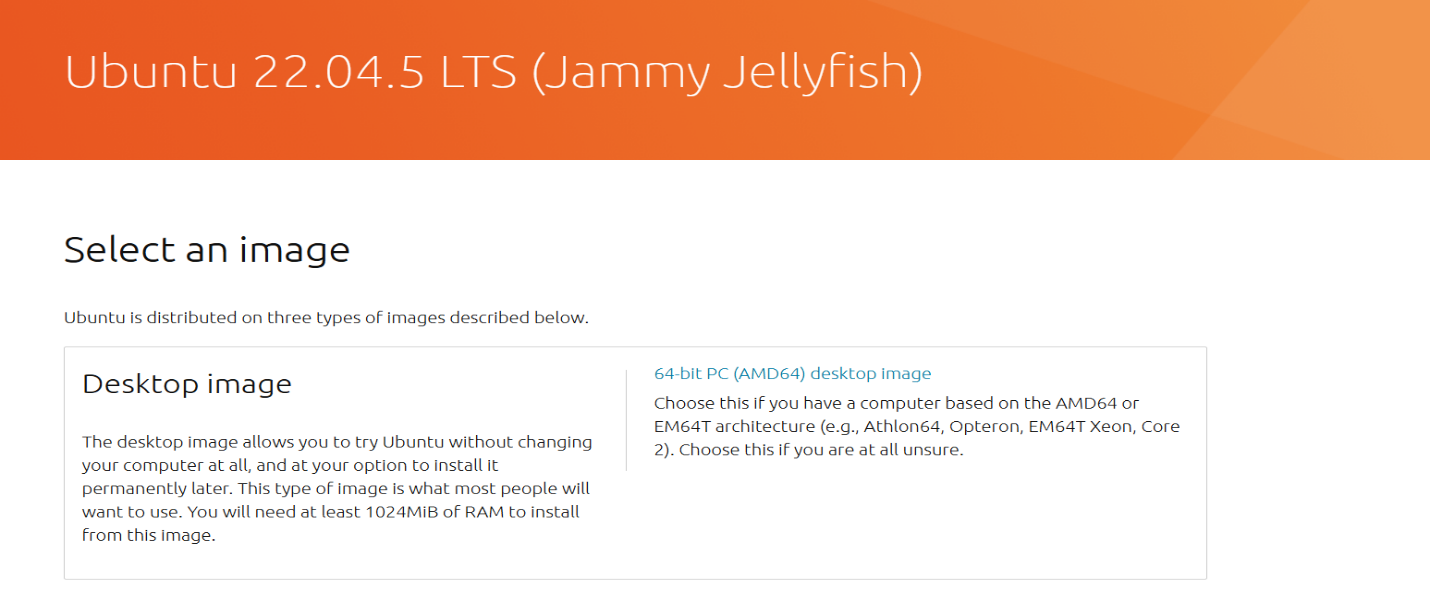 Ubuntu 22.04.5 LTS (Jammy Jellyfish)
Select an image
Ubuntu is distributed on three types of images described below.
Desktop image
The desktop image allows you to try Ubuntu without changing
your computer at all, and at your option to install it
permanently later. This type of image is what most people will
want to use. You will need at least 1024MiB of RAM to install
from this image.
64-bit PC (AMD64) desktop image
Choose this if you have a computer based on the AMD64 or
EM64T architecture (e.g., Athlon64, Opteron, EM64T Xeon, Core
2). Choose this if you are at all unsure.